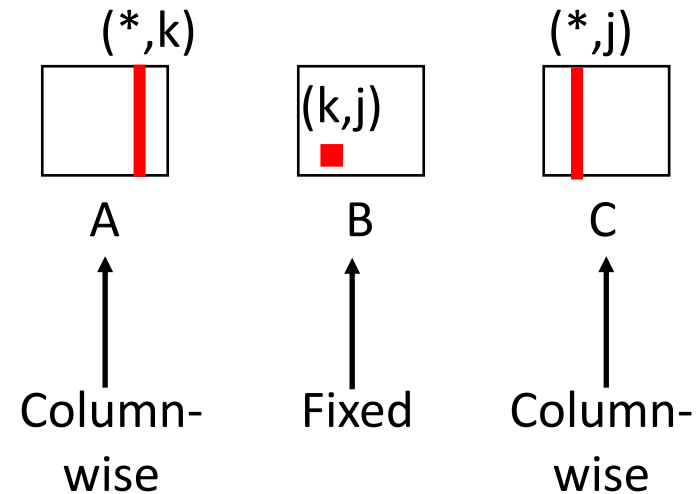 (*,k)
(*,j)
(k,j)
A
B
C
Column-
wise
Fixed
Column-
wise